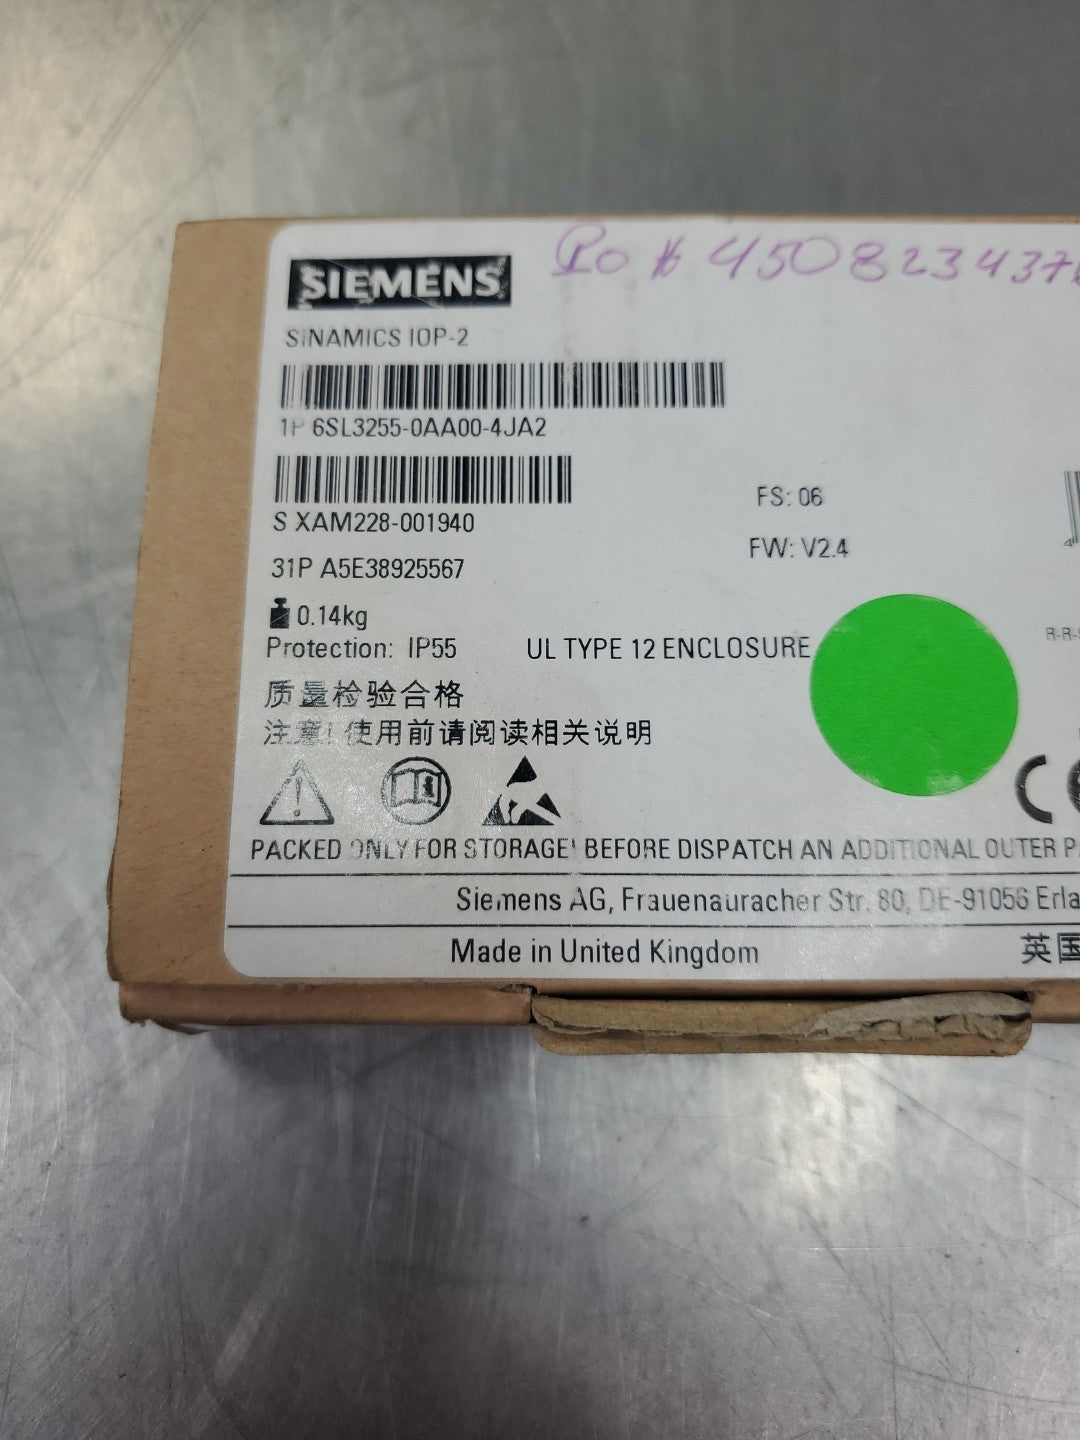 Po # 450823437
SIEMENS
SINAMICS IOP-2
1P 6SL3255-0AA00-4JA2
S XAM228-001940
FS: 06
FW: V2.4
4
31P A5E38925567
0.14kg
R-R-
Protection: IP55 UL TYPE 12 ENCLOSURE
质量检验合格
注意! 使用前请阅读相关说明
CE
PACKED ONLY FOR STORAGE! BEFORE DISPATCH AN ADDITIONAL OUTER
Siemens AG, Frauenauracher Str. 80, DE-91056 Erla
Made in United Kingdom 英国